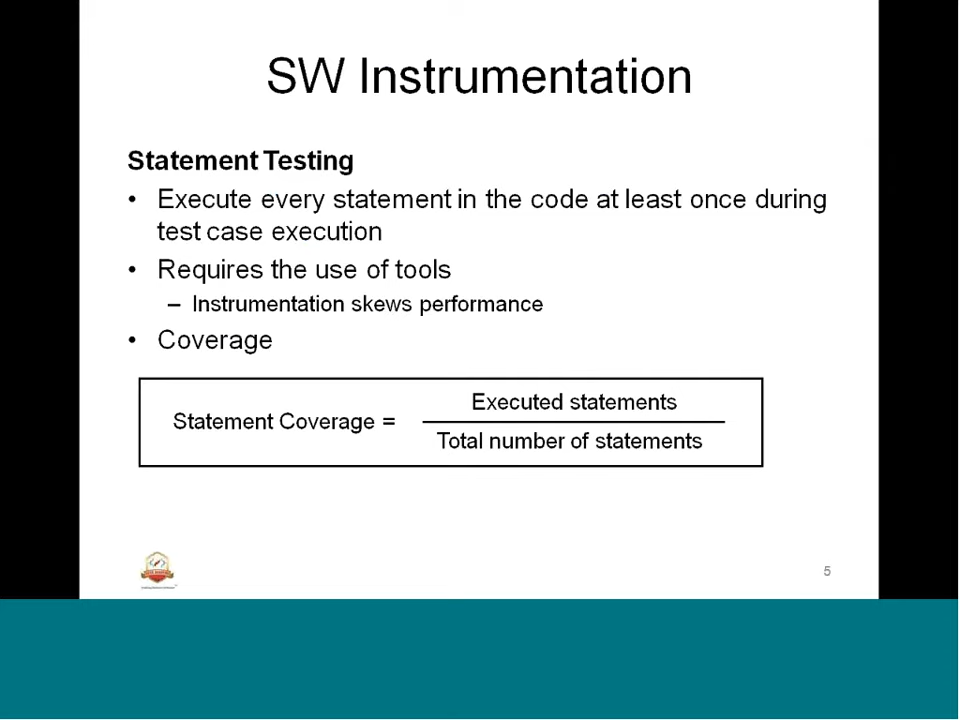 SW Instrumentation
Statement Testing
• Execute every statement in the code at least once during
test case execution
• Requires the use of tools
– Instrumentation skews performance
• Coverage
Statement Coverage =
Executed statements
Total number of statements
5